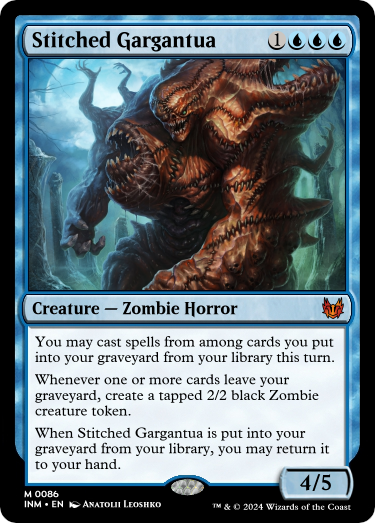 Stitched Gargantua 1
Creature — Zombie Horror
You may cast spells from among cards you put
into your graveyard from your library this turn.
Whenever one or more cards leave your
graveyard, create a tapped 2/2 black Zombie
creature token.
When Stitched Gargantua is put into your
graveyard from your library, you may return it
to your hand.
4/5
M 0086
INM • EN Anatolii Leoshko
™ & © 2024 Wizards of the Coast